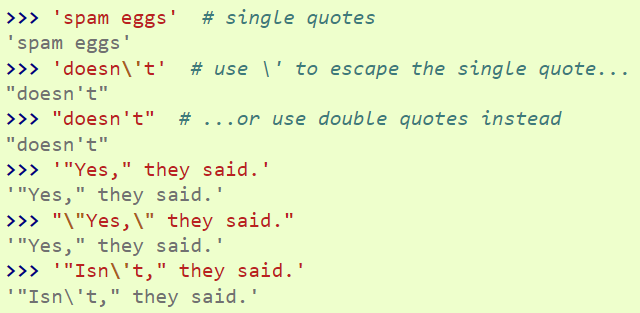 >>> 'spam eggs'  # single quotes
'spam eggs'
>>> 'doesn\'t'  # use \' to escape the single quote...
"doesn't"
>>> "doesn't"  # ...or use double quotes instead
"doesn't"
>>> '"Yes," they said.'
'"Yes," they said.'
>>> "\"Yes,\" they said."
'"Yes," they said.'
>>> '"Isn\'t," they said.'
'"Isn\'t," they said.'